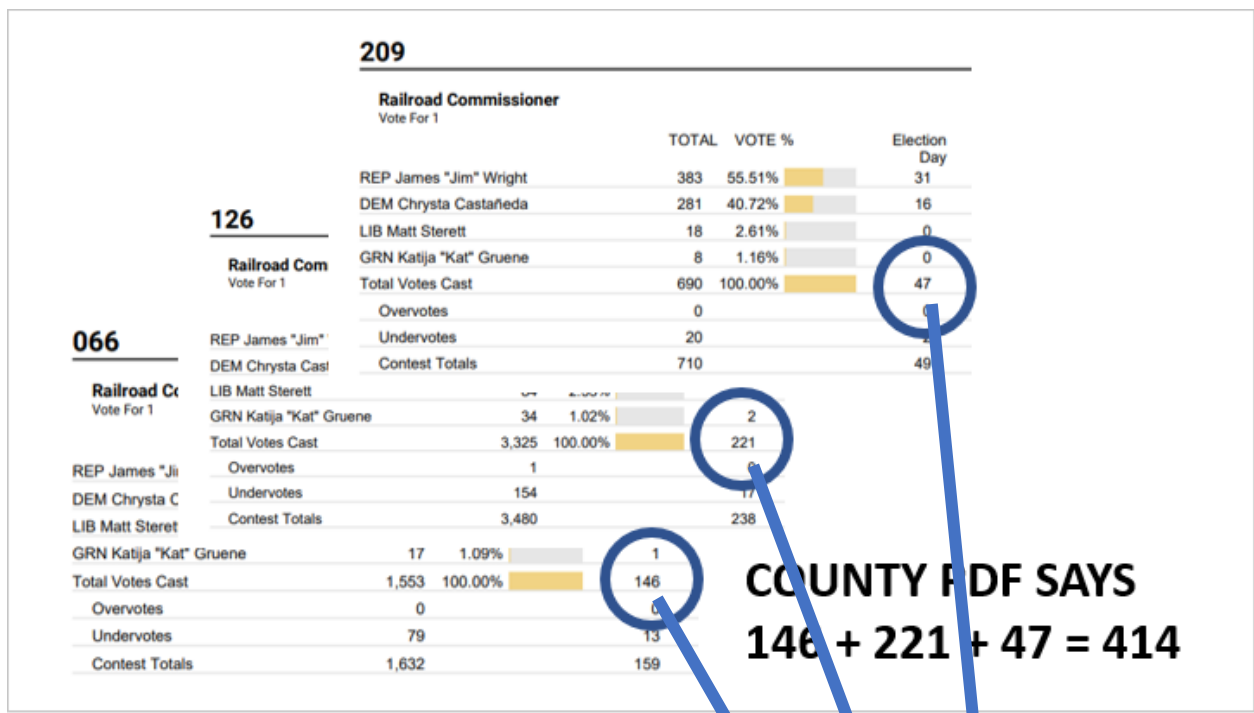 209
Railroad Commissioner
Vote For 1
TOTAL VOTE % Election
Day
REP James "Jim" Wright 383 55.51% 31
DEM Chrysta Castañeda 281 40.72% 16
LIB Matt Sterett 18 2.61% 0
GRN Katija "Kat" Gruene 8 1.16% 0
Total Votes Cast 690 100.00% 47
Overvotes 0
Undervotes 20
Contest Totals 710 49
126
Railroad Com
Vote For 1
REP James "Jim"
DEM Chrysta Cast
LIB Matt Sterett
GRN Katija "Kat" Gruene 34 1.02% 2
Total Votes Cast 3,325 100.00% 221
Overvotes 1 0
Undervotes 154 17
Contest Totals 3,480 238
066
Railroad Co
Vote For 1
REP James "Ji
DEM Chrysta C
LIB Matt Steret
GRN Katija "Kat" Gruene 17 1.09% 1
Total Votes Cast 1,553 100.00% 146
Overvotes 0 0
Undervotes 79 13
Contest Totals 1,632 159
COUNTY PDF SAYS
146 + 221 + 47 = 414